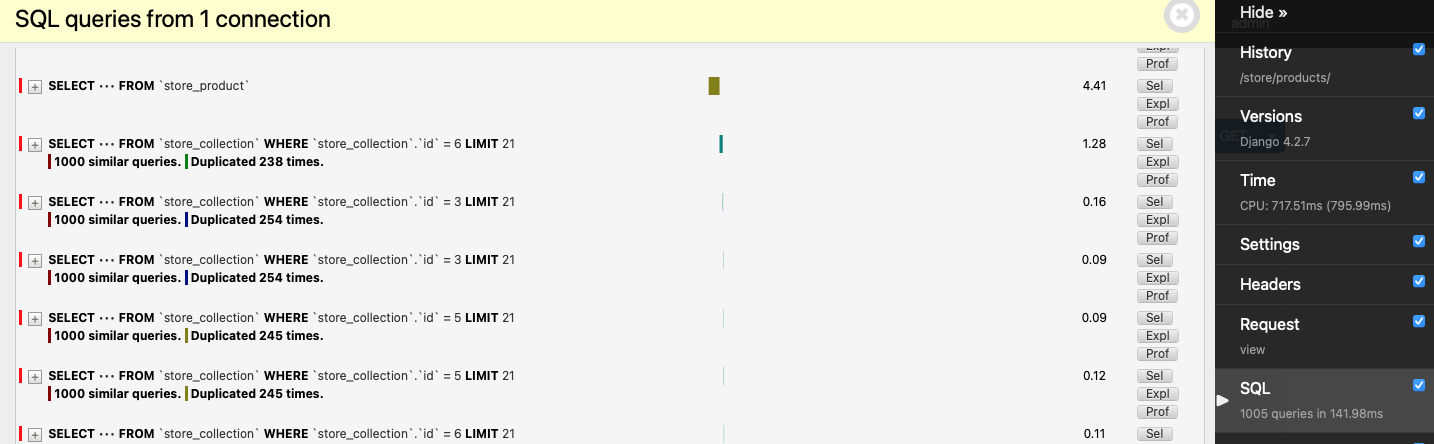 SQL queries from 1 connection
Expl
Prof
+ SELECT ••• FROM `store_product` 4.41 Sel
Expl
Prof
+ SELECT ••• FROM `store_collection` WHERE `store_collection`.`id` = 6 LIMIT 21 1.28 Sel
1000 similar queries. Duplicated 238 times. Expl
Prof
+ SELECT ••• FROM `store_collection` WHERE `store_collection`.`id` = 3 LIMIT 21 0.16 Sel
1000 similar queries. Duplicated 254 times. Expl
Prof
+ SELECT ••• FROM `store_collection` WHERE `store_collection`.`id` = 3 LIMIT 21 0.09 Sel
1000 similar queries. Duplicated 254 times. Expl
Prof
+ SELECT ••• FROM `store_collection` WHERE `store_collection`.`id` = 5 LIMIT 21 0.09 Sel
1000 similar queries. Duplicated 245 times. Expl
Prof
+ SELECT ••• FROM `store_collection` WHERE `store_collection`.`id` = 5 LIMIT 21 0.12 Sel
1000 similar queries. Duplicated 245 times. Expl
Prof
+ SELECT ••• FROM `store_collection` WHERE `store_collection`.`id` = 6 LIMIT 21 0.11 Sel
Hide »
admin
History
/store/products/
Versions
GET
Django 4.2.7
Time
CPU: 717.51ms (795.99ms)
Settings
Headers
Request
view
SQL
1005 queries in 141.98ms